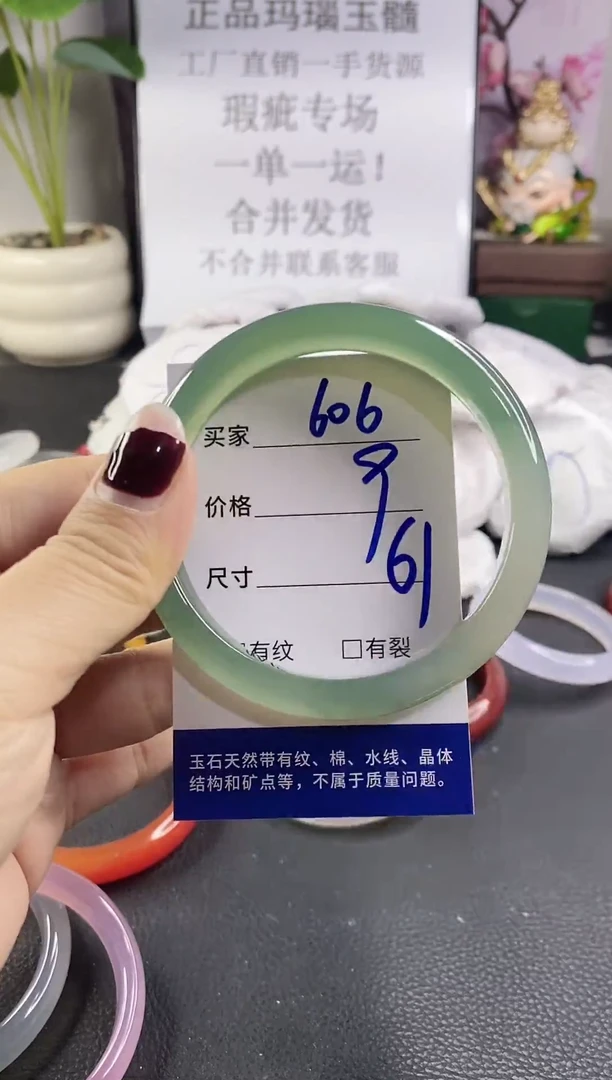 正品玛瑙玉髓
工厂直销一手货源
瑕疵专场
一单一运！
合并发货
不合并联系客服
买家 606
价格
尺寸 61
有纹 □有裂
玉石天然带有纹、棉、水线、晶体
结构和矿点等，不属于质量问题。